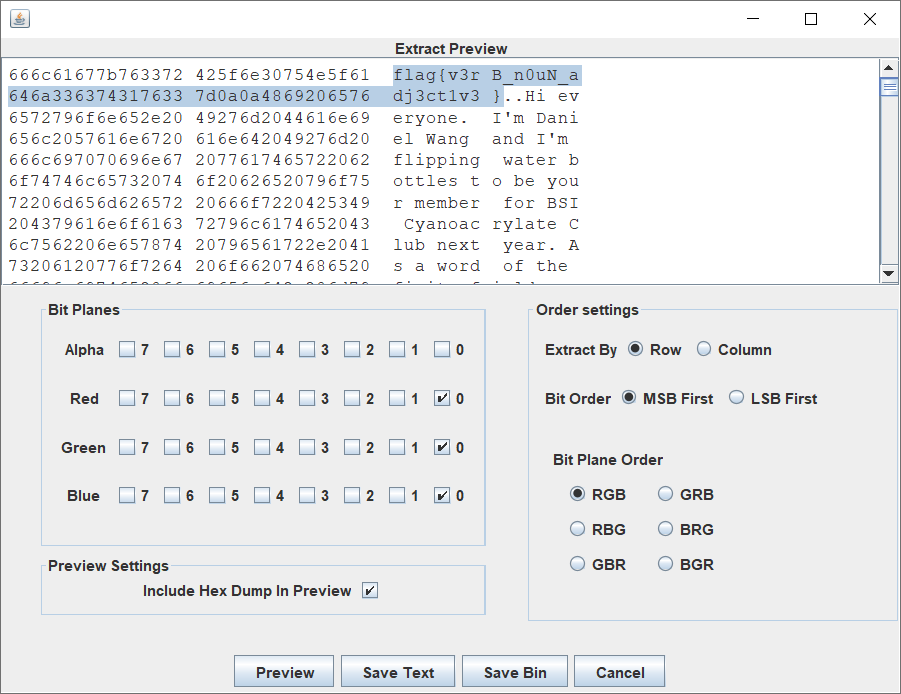 Extract Preview
666c61677b763372 425f6e30754e5f61 flag{v3r B_n0uN_a
646a336374317633 7d0a0a4869206576 dj3ct1v3 }..Hi ev
6572796f6e652e20 49276d2044616e69 eryone.  I'm Dani
656c2057616e6720 616e642049276d20 el Wang  and I'm
666c697070696e67 2077617465722062 flipping  water b
6f74746c65732074 6f20626520796f75 ottles t o be you
72206d656d626572 20666f7220425349 r member  for BSI
204379616e6f6163 72796c6174652043 Cyanoac rylate C
6c7562206e657874 20796561722e2041 lub next  year. A
73206120776f7264 206f662074686520 s a word  of the
Bit Planes
Alpha 7 6 5 4 3 2 1 0
Red 7 6 5 4 3 2 1 0
Green 7 6 5 4 3 2 1 0
Blue 7 6 5 4 3 2 1 0
Preview Settings
Include Hex Dump In Preview
Order settings
Extract By Row Column
Bit Order MSB First LSB First
Bit Plane Order
RGB GRB
RBG BRG
GBR BGR
Preview Save Text Save Bin Cancel